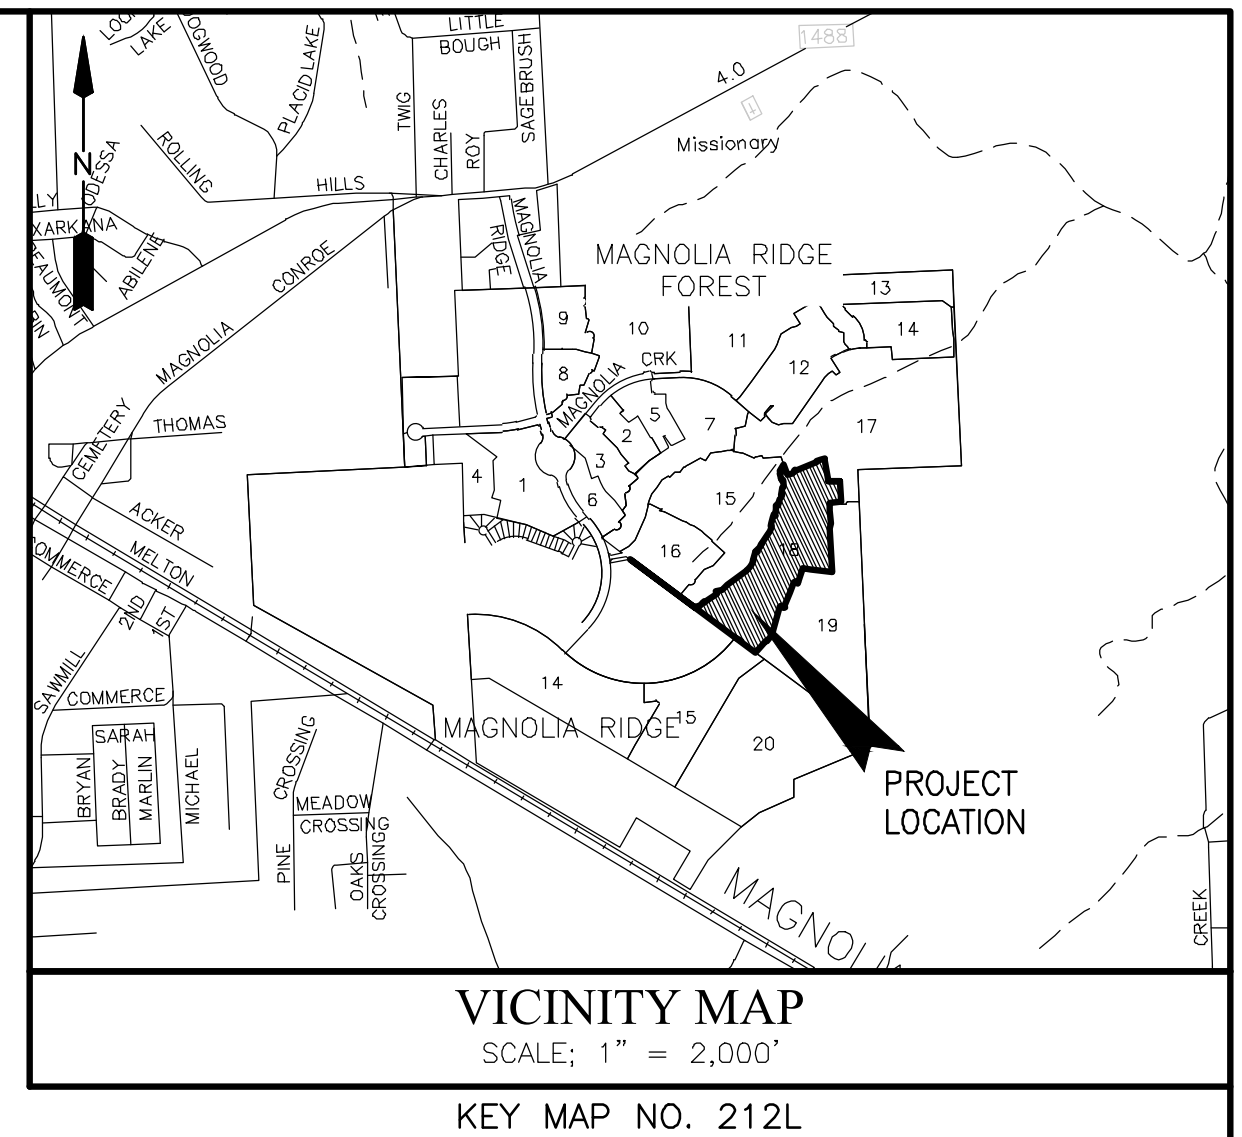 LAKE
PLACID LAKE
LITTLE
BOUGH
SAGE BRUSH
TWIG
CHARLES
ROY
1488
4.0
Missionary
N
ODESSA
ROLLING
HILLS
ABILENE
CONROE
MAGNOLIA
MAGNOLIA
RIDGE
MAGNOLIA RIDGE
FOREST
13
14
9
10
11
12
8
CRK
MAGNOLIA
5
7
2
17
3
4
1
6
15
16
18
19
CEMETERY
THOMAS
ACKER
MELTON
COMMERCE
2ND
1ST
SAWMILL
COMMERCE
SARAH
BRYAN
BRADY
MARLIN
MICHAEL
CROSSING
MEADOW
CROSSING
PINE
OAKS
CROSSING
14
MAGNOLIA RIDGE
15
20
PROJECT
LOCATION
CREEK
VICINITY MAP
SCALE; 1" = 2,000'
KEY MAP NO. 212L